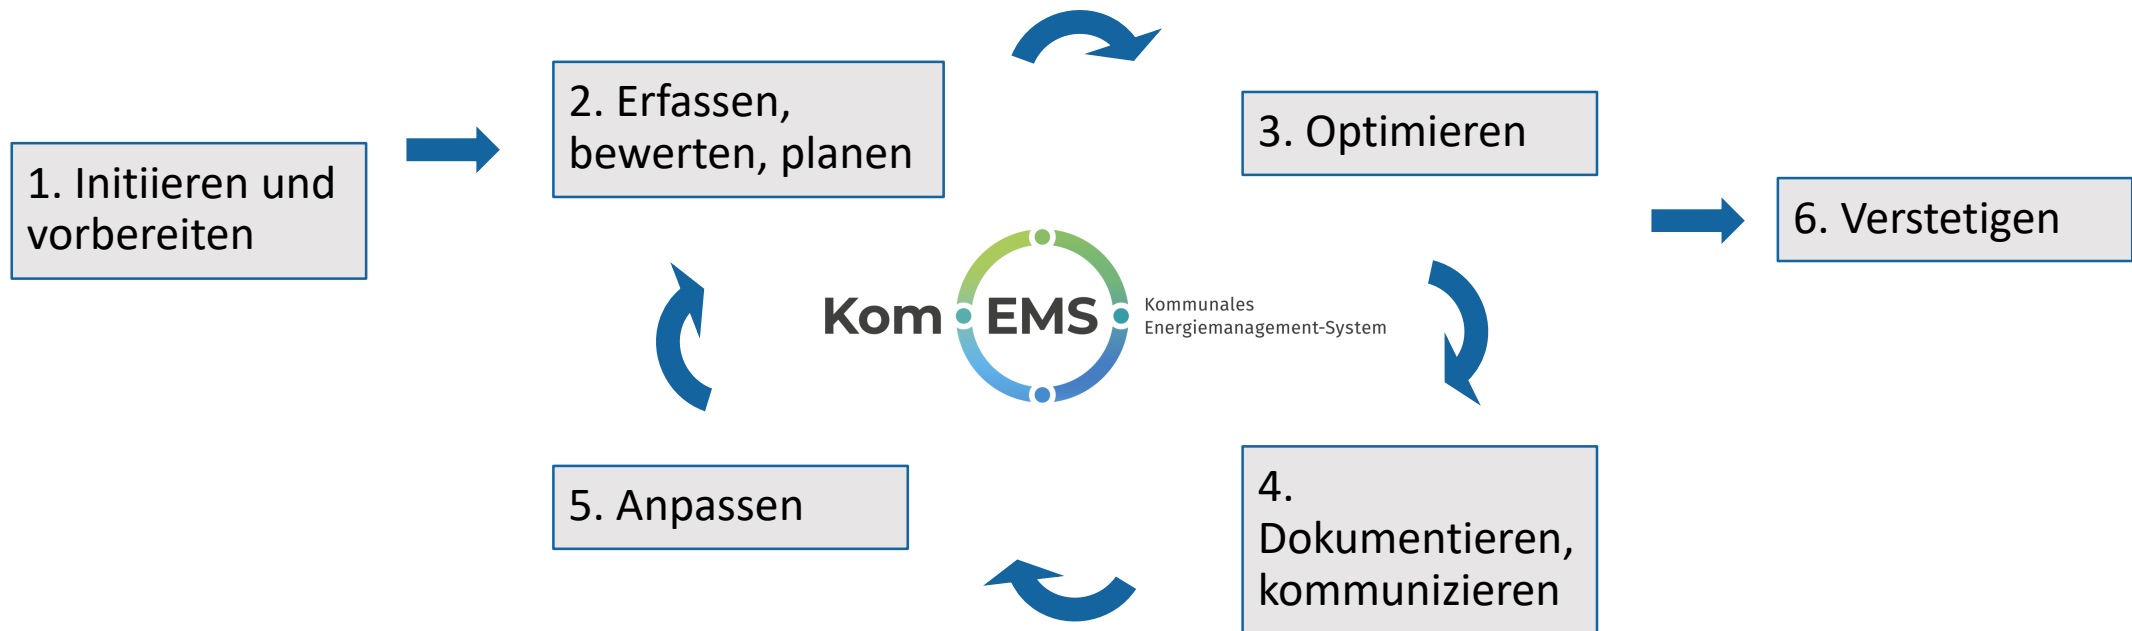 1. Initiieren und
vorbereiten
2. Erfassen,
bewerten, planen
3. Optimieren
4.
Dokumentieren,
kommunizieren
5. Anpassen
6. Verstetigen
Kom EMS
Kommunales
Energiemanagement-System